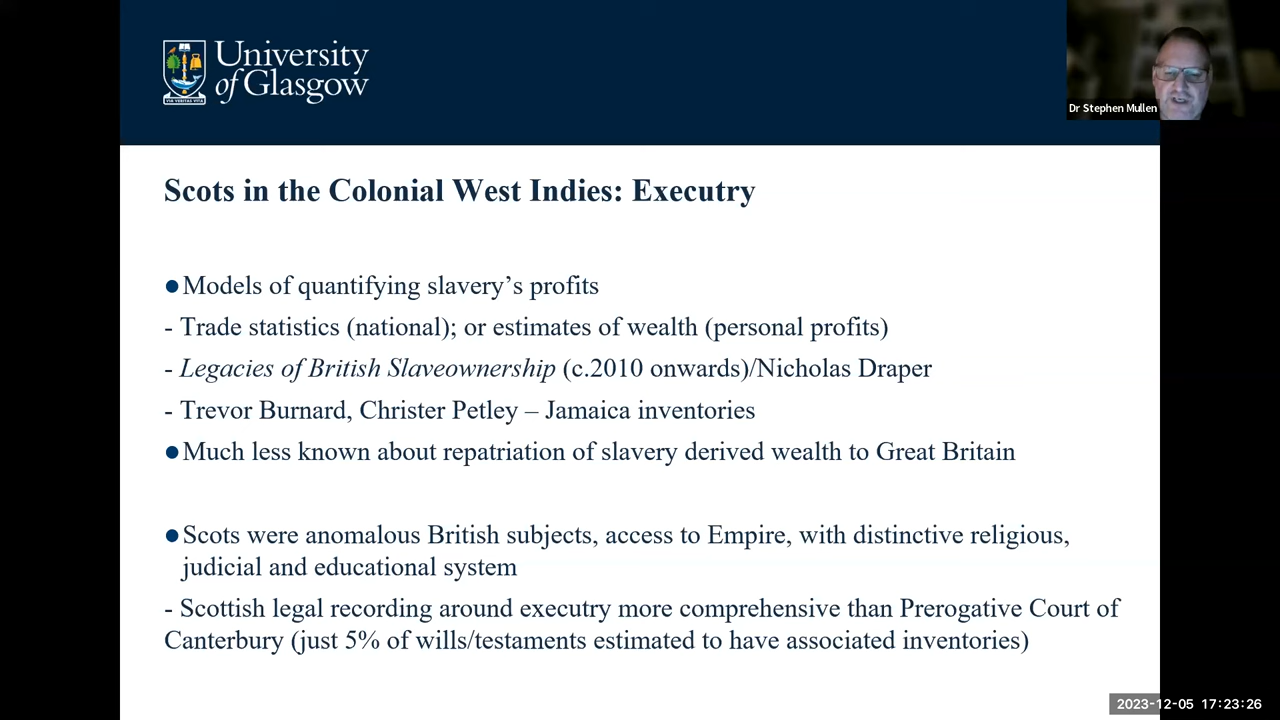 University
of Glasgow
VIA VERITAS VITA
Dr Stephen Mullen
Scots in the Colonial West Indies: Executry
●Models of quantifying slavery’s profits
- Trade statistics (national); or estimates of wealth (personal profits)
- Legacies of British Slaveownership (c.2010 onwards)/Nicholas Draper
- Trevor Burnard, Christer Petley – Jamaica inventories
●Much less known about repatriation of slavery derived wealth to Great Britain
●Scots were anomalous British subjects, access to Empire, with distinctive religious,
judicial and educational system
- Scottish legal recording around executry more comprehensive than Prerogative Court of
Canterbury (just 5% of wills/testaments estimated to have associated inventories)
2023-12-05 17:23:26